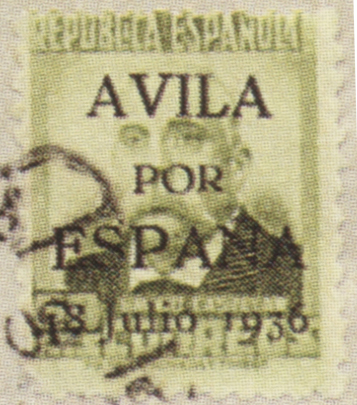 REPUBLICA ESPAÑOLA
AVILA
POR
ESPAÑA
18 Julio 1936